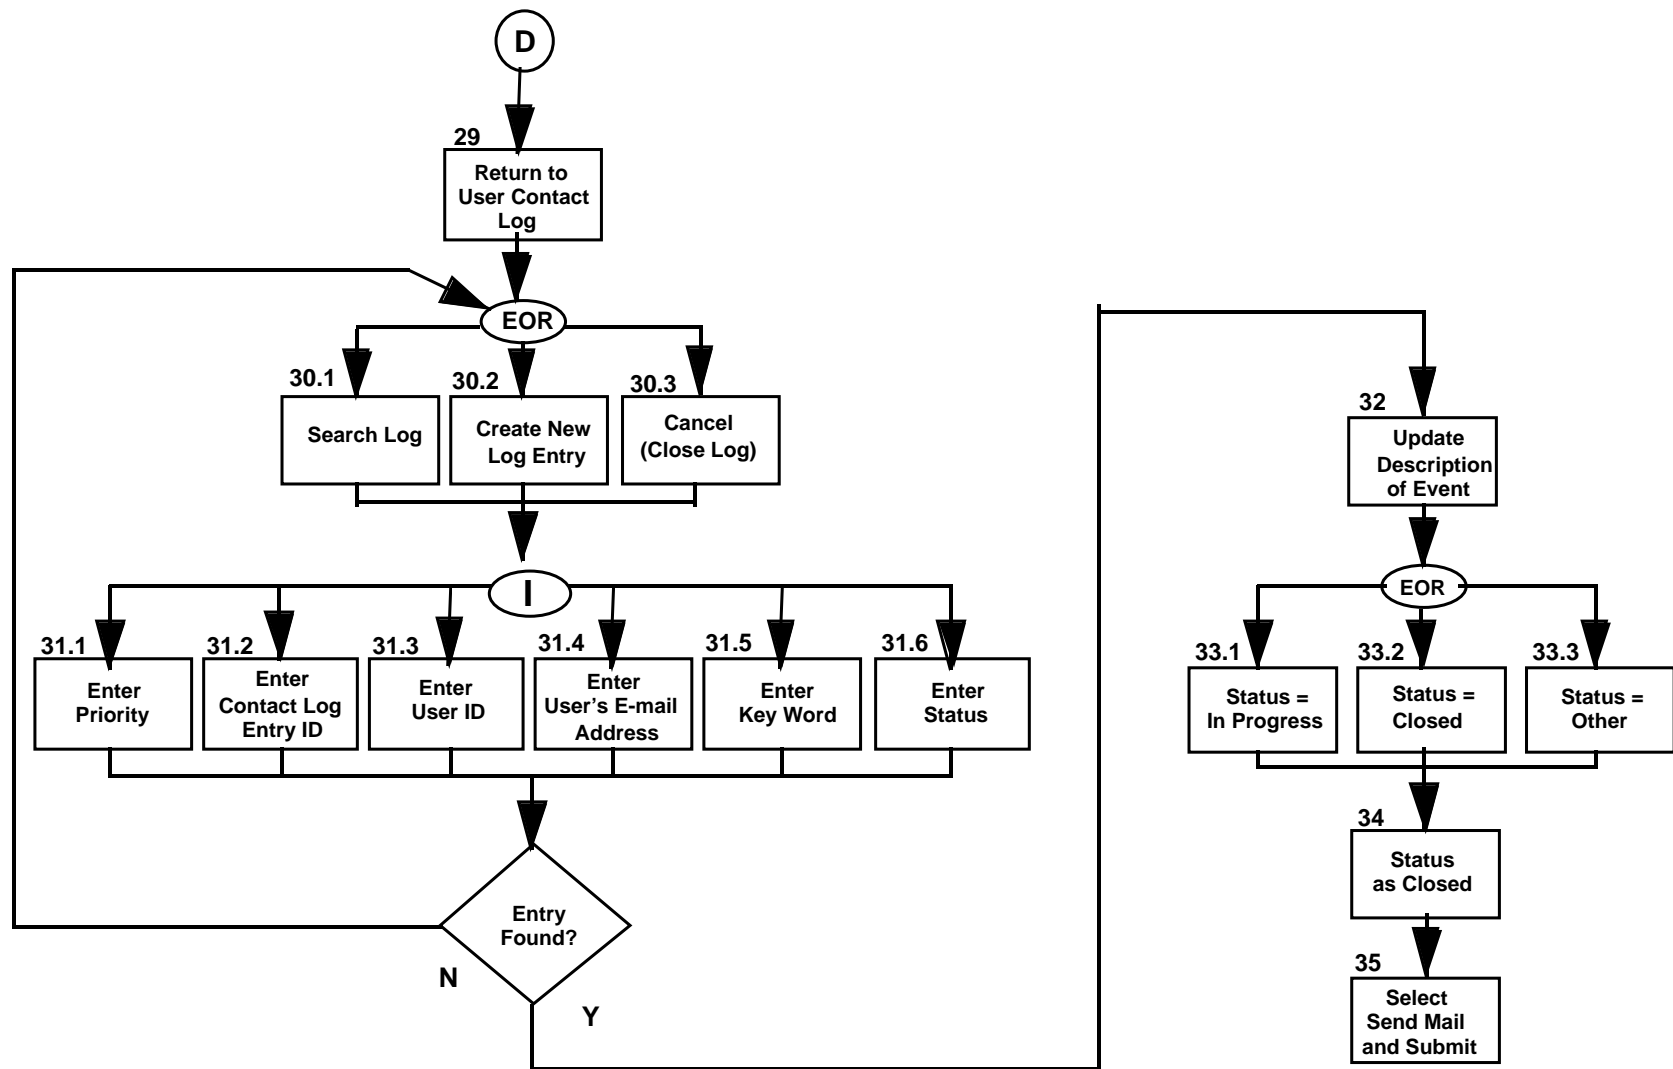 D
29
Return to
User Contact
Log
EOR
30.1
Search Log
30.2
Create New
Log Entry
30.3
Cancel
(Close Log)
I
31.1
Enter
Priority
31.2
Enter
Contact Log
Entry ID
31.3
Enter
User ID
31.4
Enter
User's E-mail
Address
31.5
Enter
Key Word
31.6
Enter
Status
Entry
Found?
N
Y
32
Update
Description
of Event
EOR
33.1
Status =
In Progress
33.2
Status =
Closed
33.3
Status =
Other
34
Status
as Closed
35
Select
Send Mail
and Submit